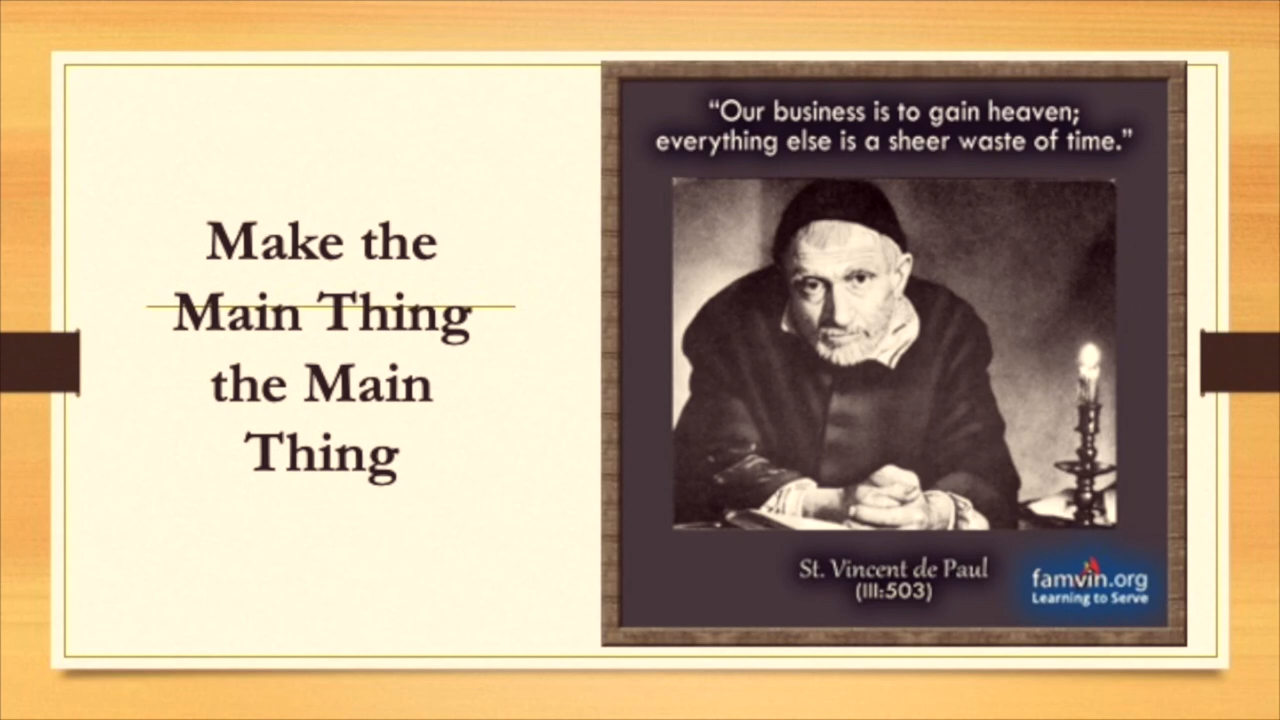 Make the
Main Thing
the Main
Thing
“Our business is to gain heaven;
everything else is a sheer waste of time.”
St. Vincent de Paul
(III:503)
famvin.org
Learning to Serve